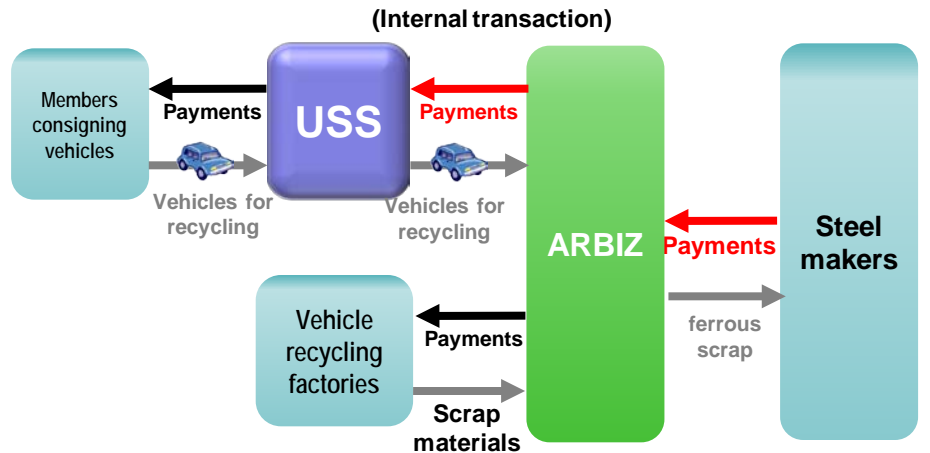 (Internal transaction)
Members
consigning
vehicles
Payments
Vehicles for
recycling
USS
Payments
Vehicles for
recycling
ARBIZ
Payments
ferrous
scrap
Steel
makers
Vehicle
recycling
factories
Payments
Scrap
materials